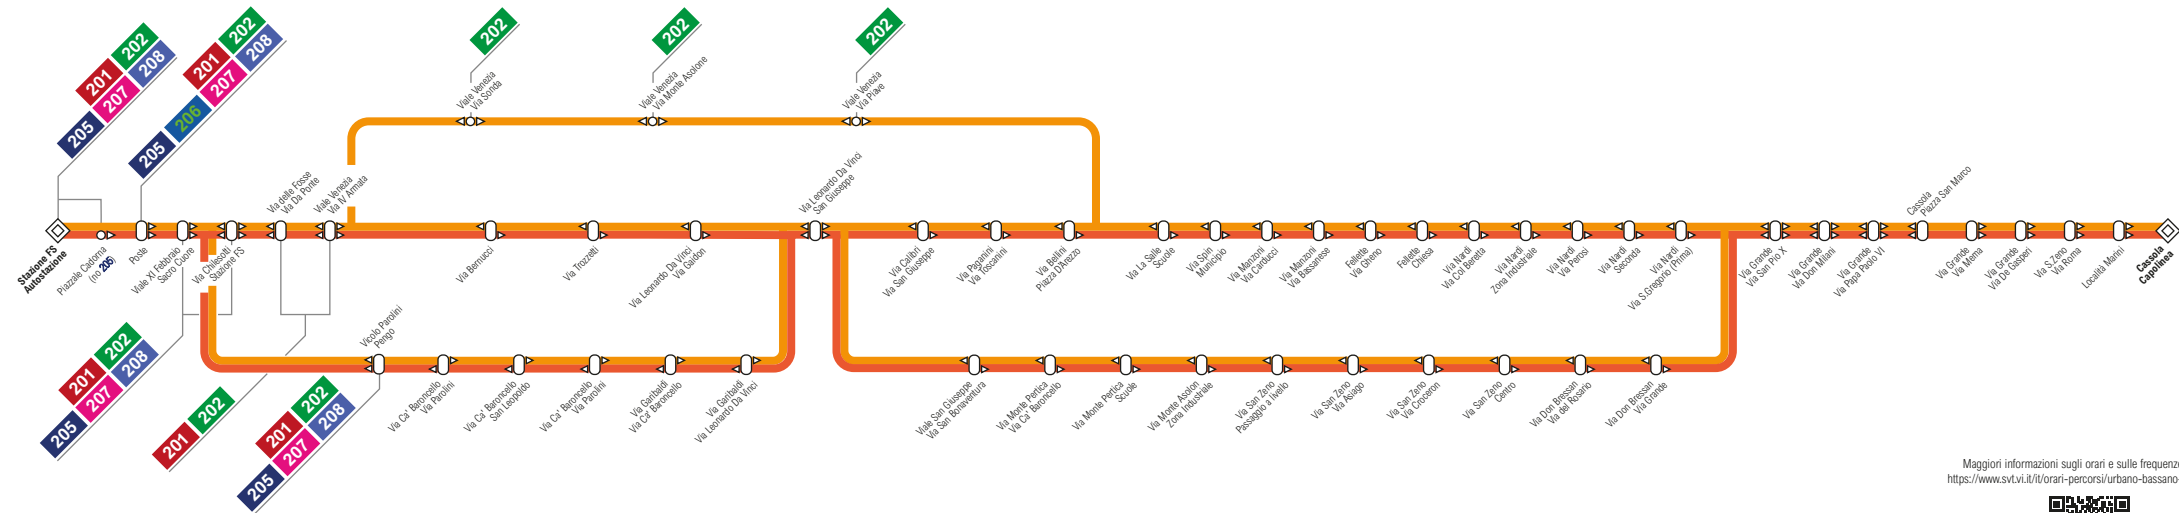 201
202
207
208
205
201
202
207
208
206
205
202
202
202
Viale Venezia
Via Sonda
Viale Venezia
Via Monte Asolone
Viale Venezia
Via Piave
Stazione FS
Autostazione
Piazzale Cadorna
(no 205)
Poste
Viale XI Febbraio
Sacro Cuore
Via Chilesotti
Stazione FS
Via delle Fosse
Via Da Ponte
Viale Venezia
Via IV Armata
Via Bernucci
Via Trozzetti
Via Leonardo Da Vinci
Via Gaidon
Via Leonardo Da Vinci
San Giuseppe
Via Calibri
Via San Giuseppe
Via Paganini
Via Toscanini
Via Bellini
Piazza D'Arezzo
Via La Salle
Scuole
Via Spin
Municipio
Via Manzoni
Via Carducci
Via Manzoni
Via Bassanese
Fellette
Via Gheno
Fellette
Chiesa
Via Nardi
Via Col Beretta
Via Nardi
Zona Industriale
Via Nardi
Via Perosi
Via Nardi
Seconda
Via Nardi
Via S.Gregorio (Prima)
Via Grande
Via San Pio X
Via Grande
Via Don Milani
Via Grande
Via Papa Paolo VI
Cassola
Piazza San Marco
Via Grande
Via Mema
Via Grande
Via De Gasperi
Via S.Zeno
Via Roma
Località Marini
Cassola
Capolinea
201
202
207
208
205
201
202
201
202
207
208
205
Vicolo Parolini
Pengo
Via Ca' Baroncello
Via Parolini
Via Ca' Baroncello
San Leopoldo
Via Ca' Baroncello
Via Parolini
Via Garibaldi
Via Ca' Baroncello
Via Garibaldi
Via Leonardo Da Vinci
Viale San Giuseppe
Via San Bonaventura
Via Monte Pertica
Via Ca' Baroncello
Via Monte Pertica
Scuole
Via Monte Asolon
Zona Industriale
Via San Zeno
Passaggio a livello
Via San Zeno
Via Asiago
Via San Zeno
Via Croceron
Via San Zeno
Centro
Via Don Bressan
Via del Rosario
Via Don Bressan
Via Grande
Maggiori informazioni sugli orari e sulle frequenz
https://www.svt.vi.it/it/orari-percorsi/urbano-bassano-